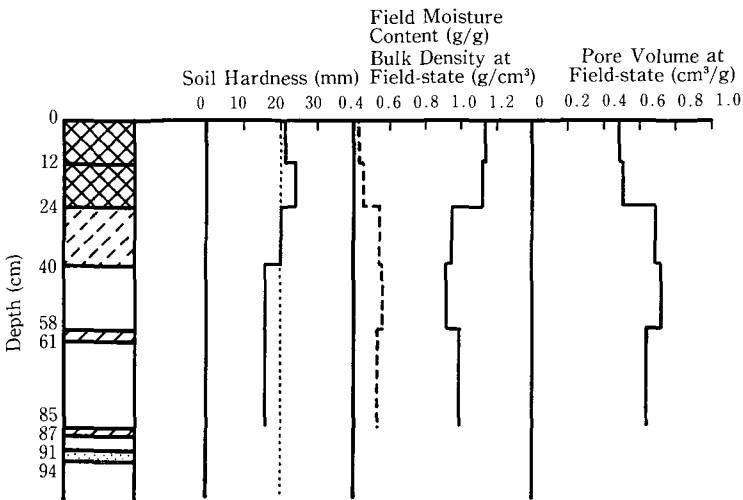 Field Moisture
Content (g/g)
Bulk Density at
Field-state (g/cm³)
Soil Hardness (mm)
Pore Volume at
Field-state (cm³/g)
0 10 20 30 0.4 0.6 0.8 1.0 1.2 0 0.2 0.4 0.6 0.8 1.0
0
12
24
40
58
61
85
87
91
94
Depth (cm)